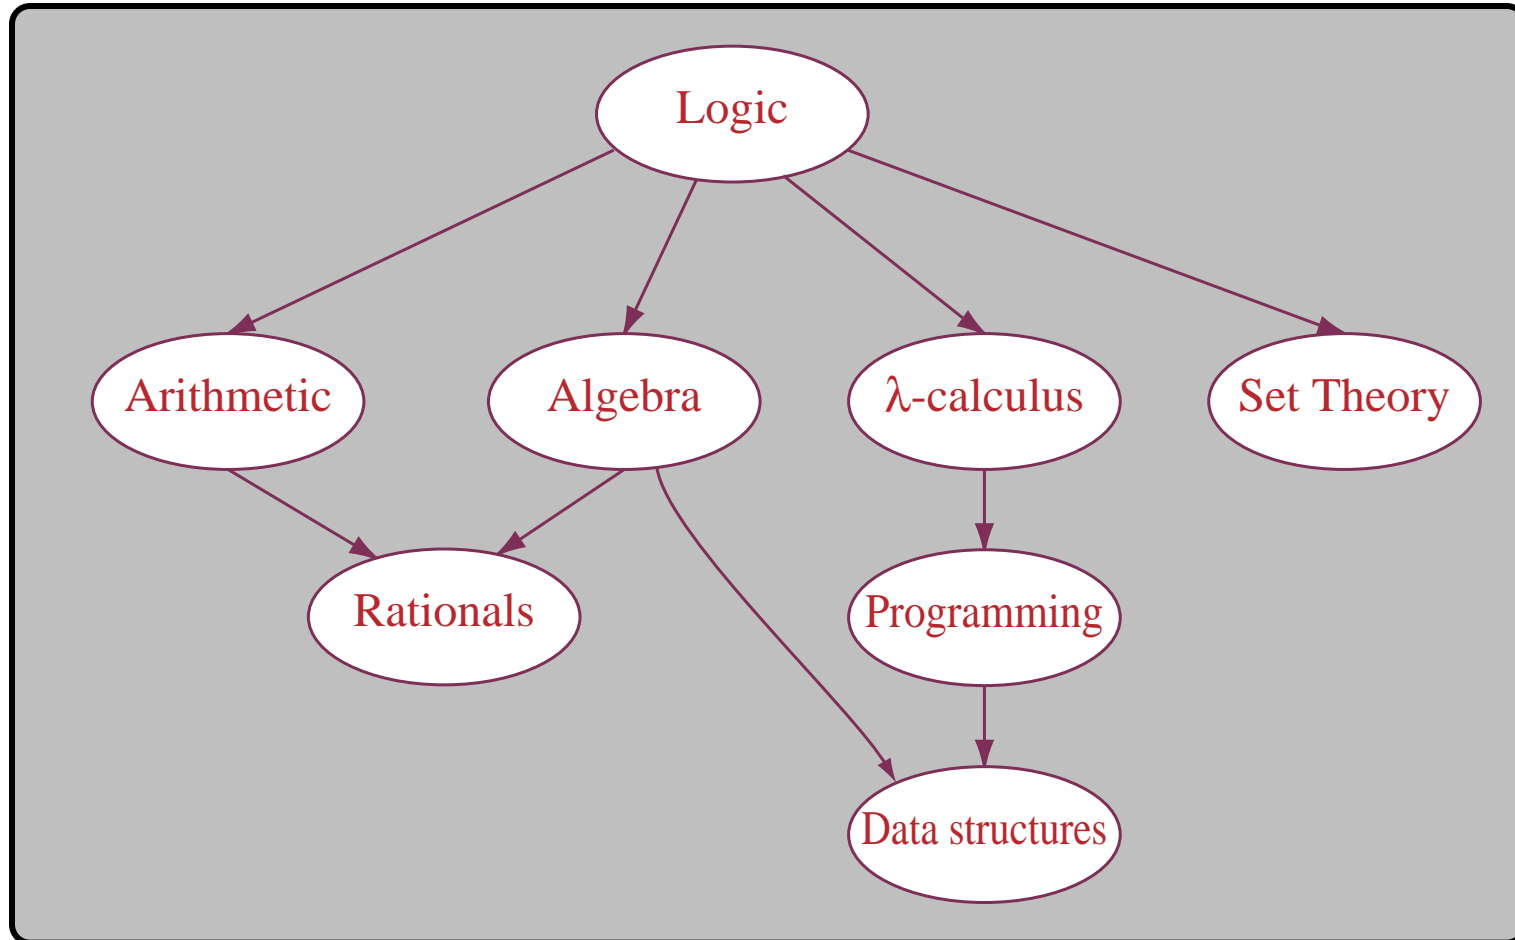 Logic
Arithmetic
Algebra
λ-calculus
Set Theory
Rationals
Programming
Data structures